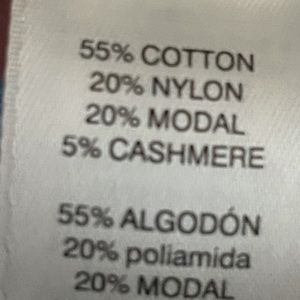 55% COTTON
20% NYLON
20% MODAL
5% CASHMERE
55% ALGODÓN
20% poliamida
20% MODAL